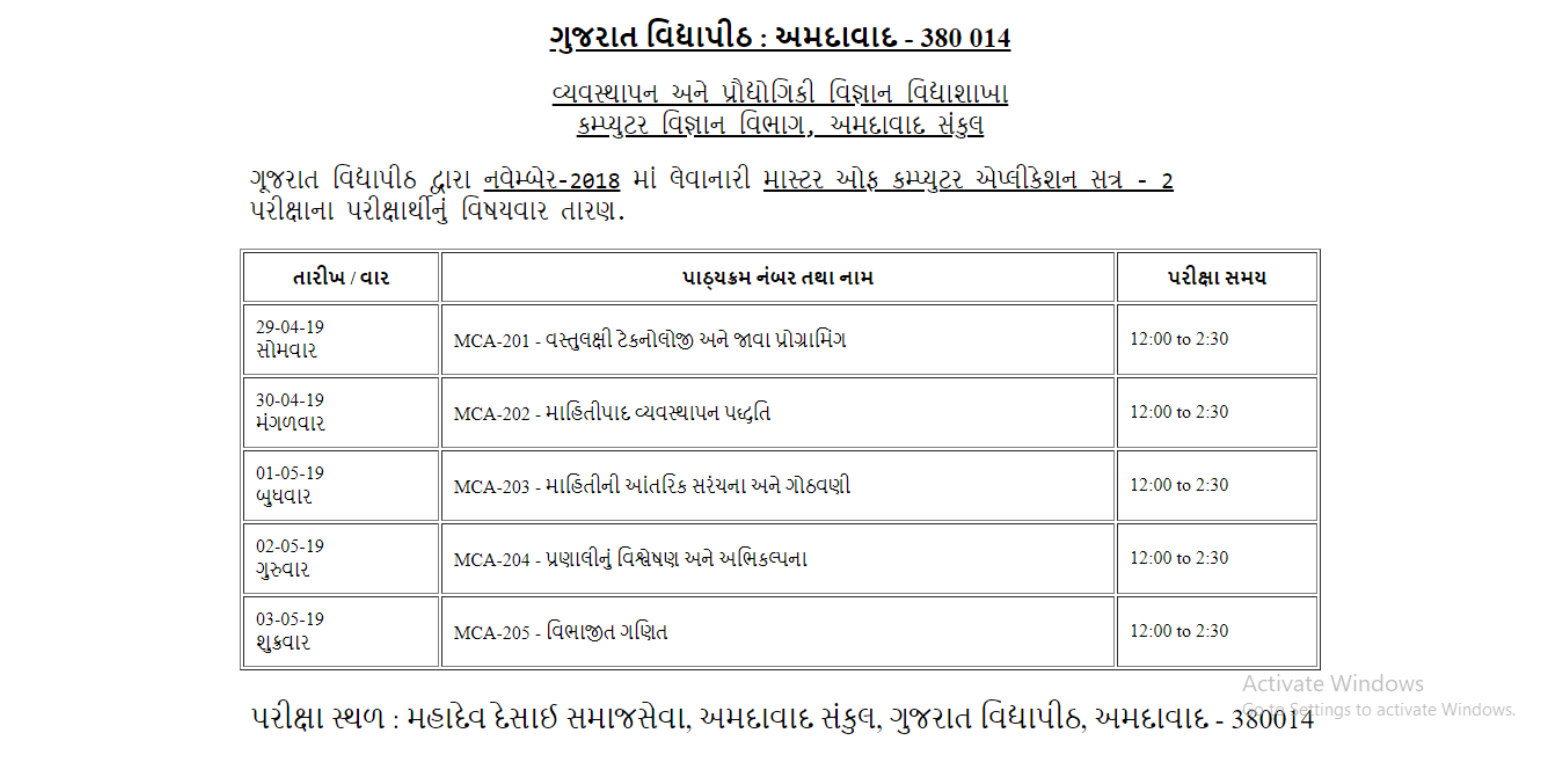 ગુજરાત વિદ્યાપીઠ : અમદાવાદ - 380 014
વ્યવસ્થાપન અને પ્રૌદ્યોગિકી વિજ્ઞાન વિદ્યાશાખા
કમ્પ્યુટર વિજ્ઞાન વિભાગ, અમદાવાદ સંકુલ
ગૂજરાત વિદ્યાપીઠ દ્વારા નવેમ્બેર-2018 માં લેવાનારી માસ્ટર ઓફ કમ્પ્યુટર એપ્લીકેશન સત્ર - 2
પરીક્ષાના પરીક્ષાર્થીનું વિષયવાર તારણ.
તારીખ / વાર પાઠ્યક્રમ નંબર તથા નામ પરીક્ષા સમય
29-04-19
સોમવાર
MCA-201 - વસ્તુલક્ષી ટેકનોલોજી અને જાવા પ્રોગ્રામિંગ
12:00 to 2:30
30-04-19
મંગળવાર
MCA-202 - માહિતીપાદ વ્યવસ્થાપન પધ્દ્રતિ
12:00 to 2:30
01-05-19
બુધવાર
MCA-203 - માહિતીની આંતરિક સરંચના અને ગોઠવણી
12:00 to 2:30
02-05-19
ગુરુવાર
MCA-204 - પ્રણાલીનું વિશ્વેષણ અને અભિકલ્પના
12:00 to 2:30
03-05-19
શુક્રવાર
MCA-205 - વિભાજીત ગણિત
12:00 to 2:30
પરીક્ષા સ્થળ : મહાદેવ દેસાઈ સમાજસેવા, અમદાવાદ સંકુલ, ગુજરાત વિદ્યાપીઠ, અમદાવાદ - 380014
Activate Windows
Go to Settings to activate Windows.